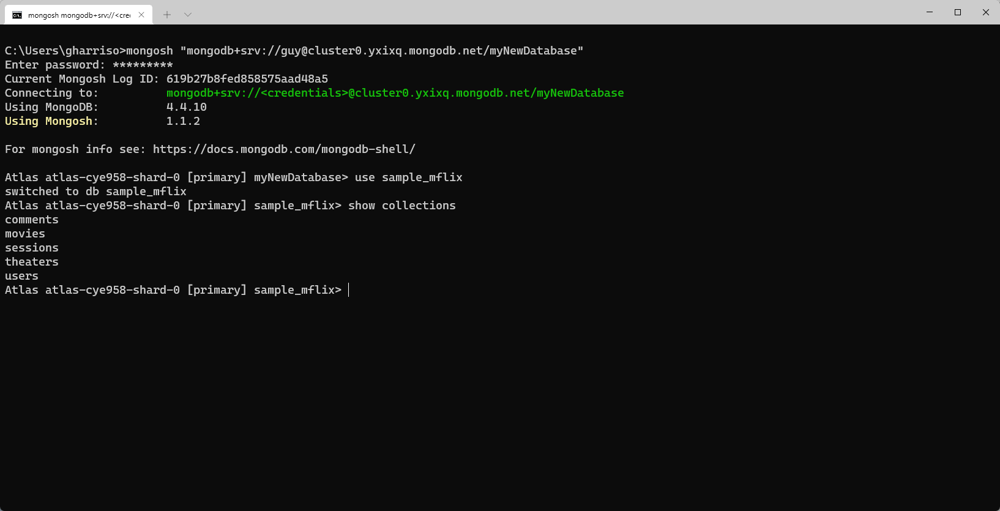 mongosh mongodb+srv://<cre
C:\Users\gharriso>mongosh "mongodb+srv://guy@cluster0.yxixq.mongodb.net/myNewDatabase"
Enter password: *********
Current Mongosh Log ID: 619b27b8fed858575aad48a5
Connecting to:          mongodb+srv://<credentials>@cluster0.yxixq.mongodb.net/myNewDatabase
Using MongoDB:          4.4.10
Using Mongosh:          1.1.2
For mongosh info see: https://docs.mongodb.com/mongodb-shell/
Atlas atlas-cye958-shard-0 [primary] myNewDatabase> use sample_mflix
switched to db sample_mflix
Atlas atlas-cye958-shard-0 [primary] sample_mflix> show collections
comments
movies
sessions
theaters
users
Atlas atlas-cye958-shard-0 [primary] sample_mflix>